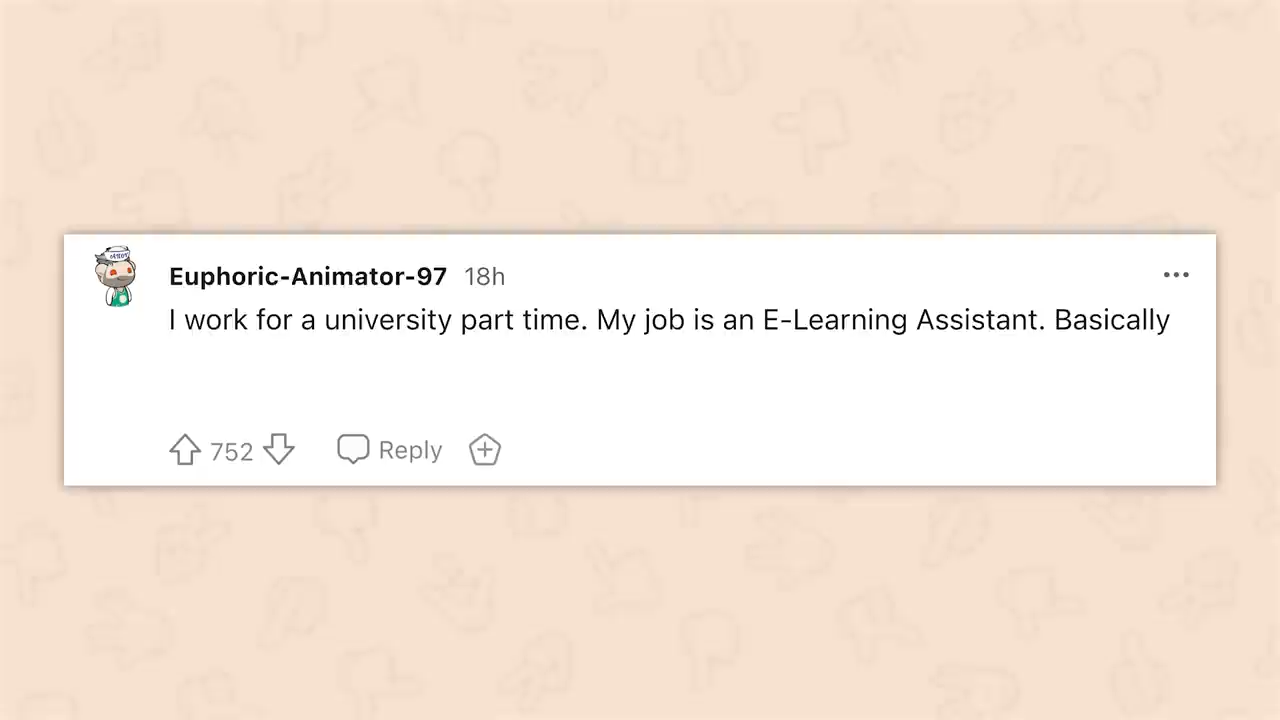 Euphoric-Animator-97 18h
I work for a university part time. My job is an E-Learning Assistant. Basically
752 Reply